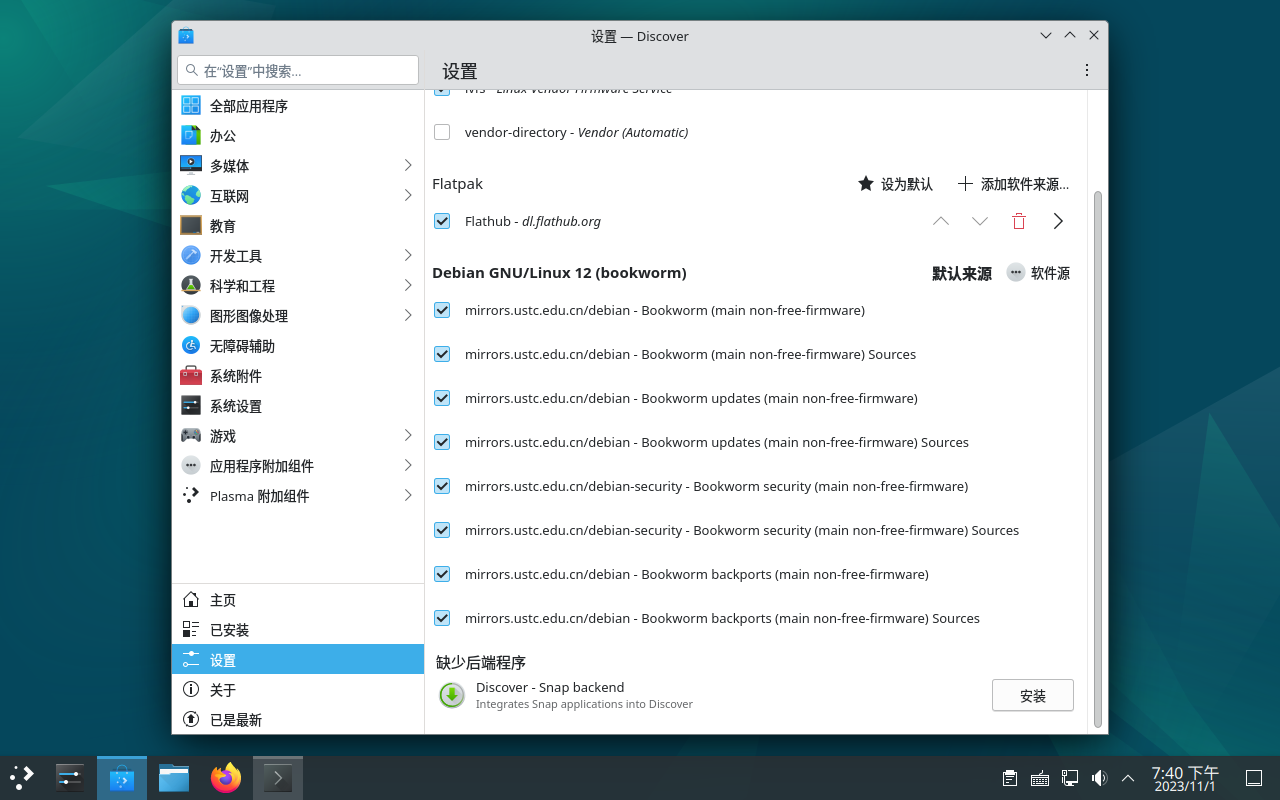 设置 — Discover
在“设置”中搜索...
设置
全部应用程序
办公
多媒体
互联网
教育
开发工具
科学和工程
图形图像处理
无障碍辅助
系统附件
系统设置
游戏
应用程序附加组件
Plasma 附加组件
主页
已安装
设置
关于
已是最新
lvfs - Linux Vendor Firmware Service
vendor-directory - Vendor (Automatic)
Flatpak
设为默认
添加软件来源...
Flathub - dl.flathub.org
Debian GNU/Linux 12 (bookworm)
默认来源
软件源
mirrors.ustc.edu.cn/debian - Bookworm (main non-free-firmware)
mirrors.ustc.edu.cn/debian - Bookworm (main non-free-firmware) Sources
mirrors.ustc.edu.cn/debian - Bookworm updates (main non-free-firmware)
mirrors.ustc.edu.cn/debian - Bookworm updates (main non-free-firmware) Sources
mirrors.ustc.edu.cn/debian-security - Bookworm security (main non-free-firmware)
mirrors.ustc.edu.cn/debian-security - Bookworm security (main non-free-firmware) Sources
mirrors.ustc.edu.cn/debian - Bookworm backports (main non-free-firmware)
mirrors.ustc.edu.cn/debian - Bookworm backports (main non-free-firmware) Sources
缺少后端程序
Discover - Snap backend
Integrates Snap applications into Discover
安装
7:40 下午
2023/11/1